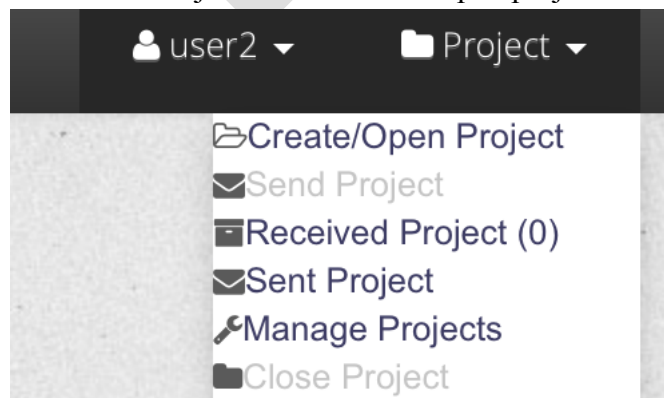 user2 Project
Create/Open Project
Send Project
Received Project (0)
Sent Project
Manage Projects
Close Project